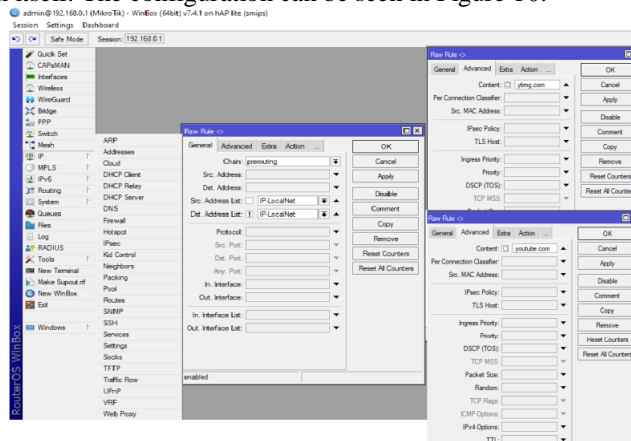 itself. The configuration can be seen in Figure 10.
admin@192.168.0.1 (MikroTik) - WinBox (64bit) v7.4.1 on hAP lite (smips)
Session Settings Dashboard
Safe Mode Session: 192.168.0.1
Quick Set
CAPsMAN
Interfaces
Wireless
WireGuard
Bridge
PPP
Switch
Mesh
IP
MPLS
IPv6
Routing
System
Queues
Files
Log
RADIUS
Tools
New Terminal
Make Supout.rif
New WinBox
Exit
Windows
RouterOS WinBox
ARP
Addresses
Cloud
DHCP Client
DHCP Relay
DHCP Server
DNS
Firewall
Hotspot
IPsec
Kid Control
Neighbors
Packing
Pool
Routes
SNMP
SSH
Services
Settings
Socks
TFTP
Traffic Flow
UPnP
VRF
Web Proxy
Raw Rule <>
General Advanced Extra Action ...
Chain: prerouting
Src. Address:
Dst. Address:
Src. Address List: IP-LocalNet
Dst. Address List: ! IP-LocalNet
Protocol:
Src. Port:
Dst. Port:
Any. Port:
In. Interface:
Out. Interface:
In. Interface List:
Out. Interface List:
enabled
OK
Cancel
Apply
Disable
Comment
Copy
Remove
Reset Counters
Reset All Counters
Raw Rule <>
General Advanced Extra Action ...
Content: ytimg.com
Per Connection Classifier:
Src. MAC Address:
IPsec Policy:
TLS Host:
Ingress Priority:
Priority:
DSCP (TOS):
TCP MSS:
OK
Cancel
Apply
Disable
Comment
Copy
Remove
Reset Counters
Reset All Counters
Raw Rule <>
General Advanced Extra Action ...
Content: youtube.com
Per Connection Classifier:
Src. MAC Address:
IPsec Policy:
TLS Host:
Ingress Priority:
Priority:
DSCP (TOS):
TCP MSS:
Packet Size:
Random:
TCP Flags:
ICMP Options:
IPv4 Options:
TTL:
OK
Cancel
Apply
Disable
Comment
Copy
Remove
Reset Counters
Reset All Counters